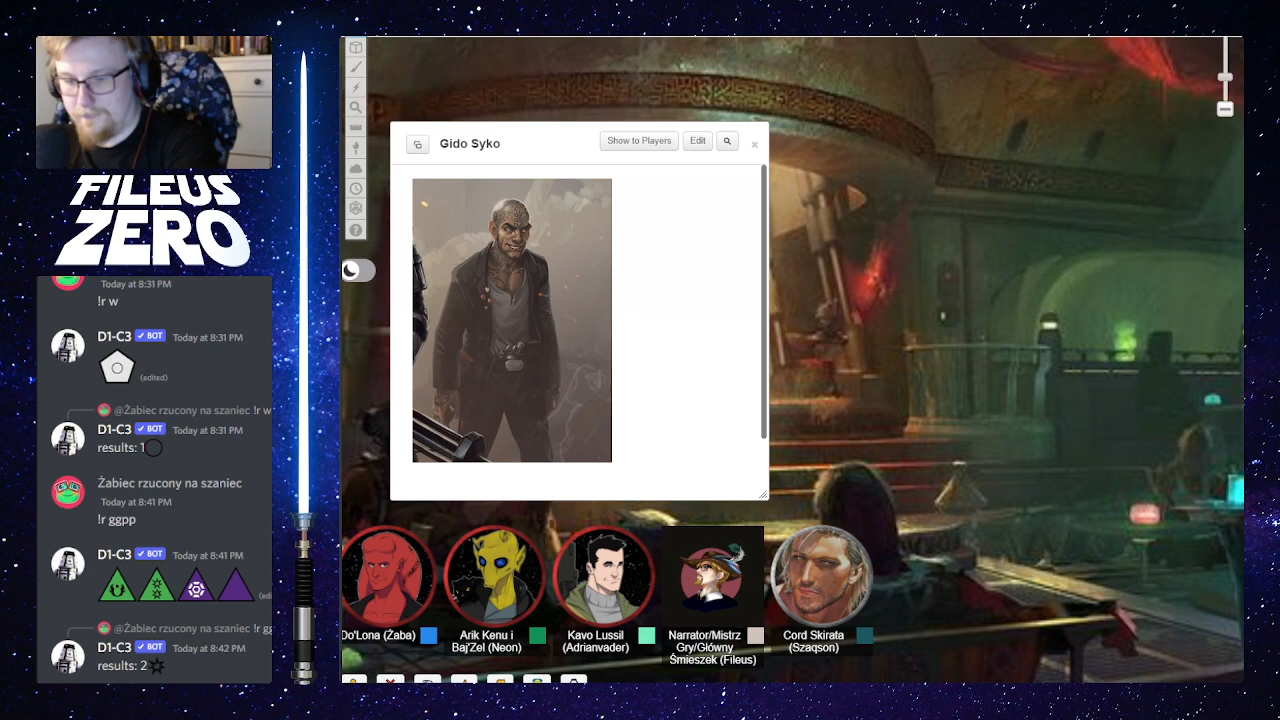 FILEUS
ZERO
Today at 8:31 PM
!r w
D1-C3 ✓ BOT Today at 8:31 PM
(edited)
@Żabiec rzucony na szaniec !r w
D1-C3 ✓ BOT Today at 8:31 PM
results: 1
Żabiec rzucony na szaniec
Today at 8:41 PM
!r ggpp
D1-C3 ✓ BOT Today at 8:41 PM
(edi
@Żabiec rzucony na szaniec !r gg
D1-C3 ✓ BOT Today at 8:42 PM
results: 2
Gido Syko
Show to Players
Edit
Do'Lona (Żaba)
Arik Kenu i
Baj'Zel (Neon)
Kavo Lussil
(Adrianvader)
Narrator/Mistrz
Gry/Główny
Śmieszek (Fileus)
Cord Skirata
(Szaqson)